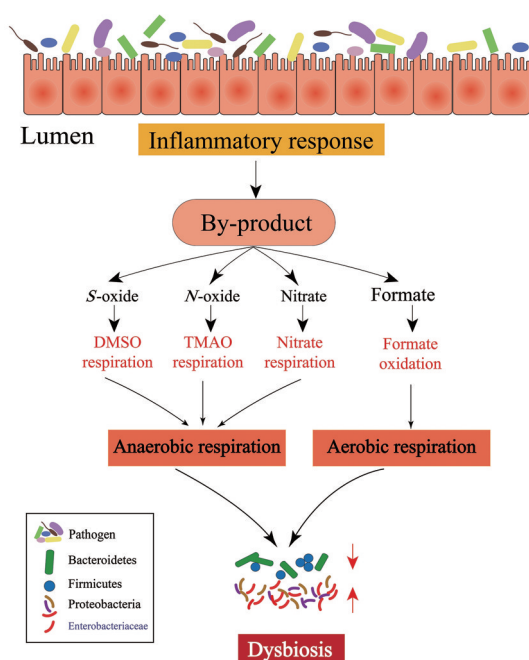 Lumen
Inflammatory response
By-product
S-oxide
N-oxide
Nitrate
Formate
DMSO
respiration
TMAO
respiration
Nitrate
respiration
Formate
oxidation
Anaerobic respiration
Aerobic respiration
Pathogen
Bacteroidetes
Firmicutes
Proteobacteria
Enterobacteriaceae
Dysbiosis